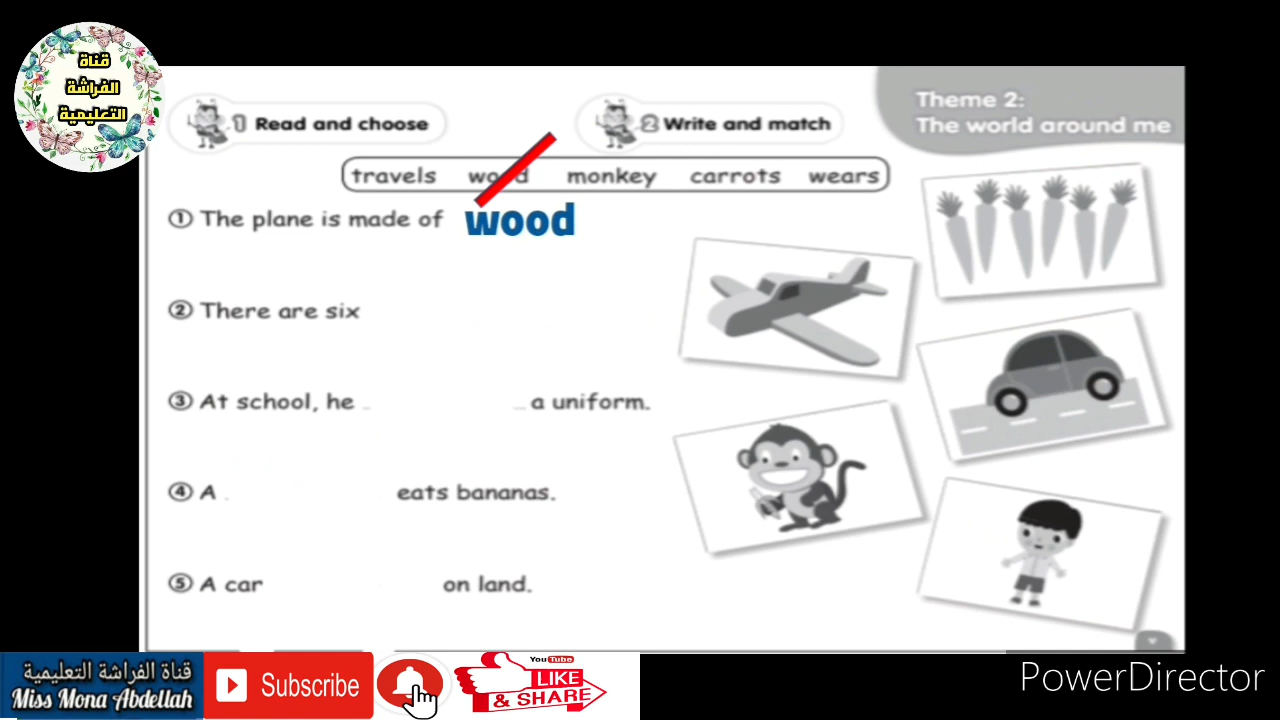 قناة
الفراشة
التعليمية
1 Read and choose
2 Write and match
Theme 2:
The world around me
travels wood monkey carrots wears
1 The plane is made of wood
2 There are six
3 At school, he a uniform.
4 A eats bananas.
5 A car on land.
قناة الفراشة التعليمية
Miss Mona Abdellah
Subscribe
YouTube
LIKE
& SHARE
PowerDirector